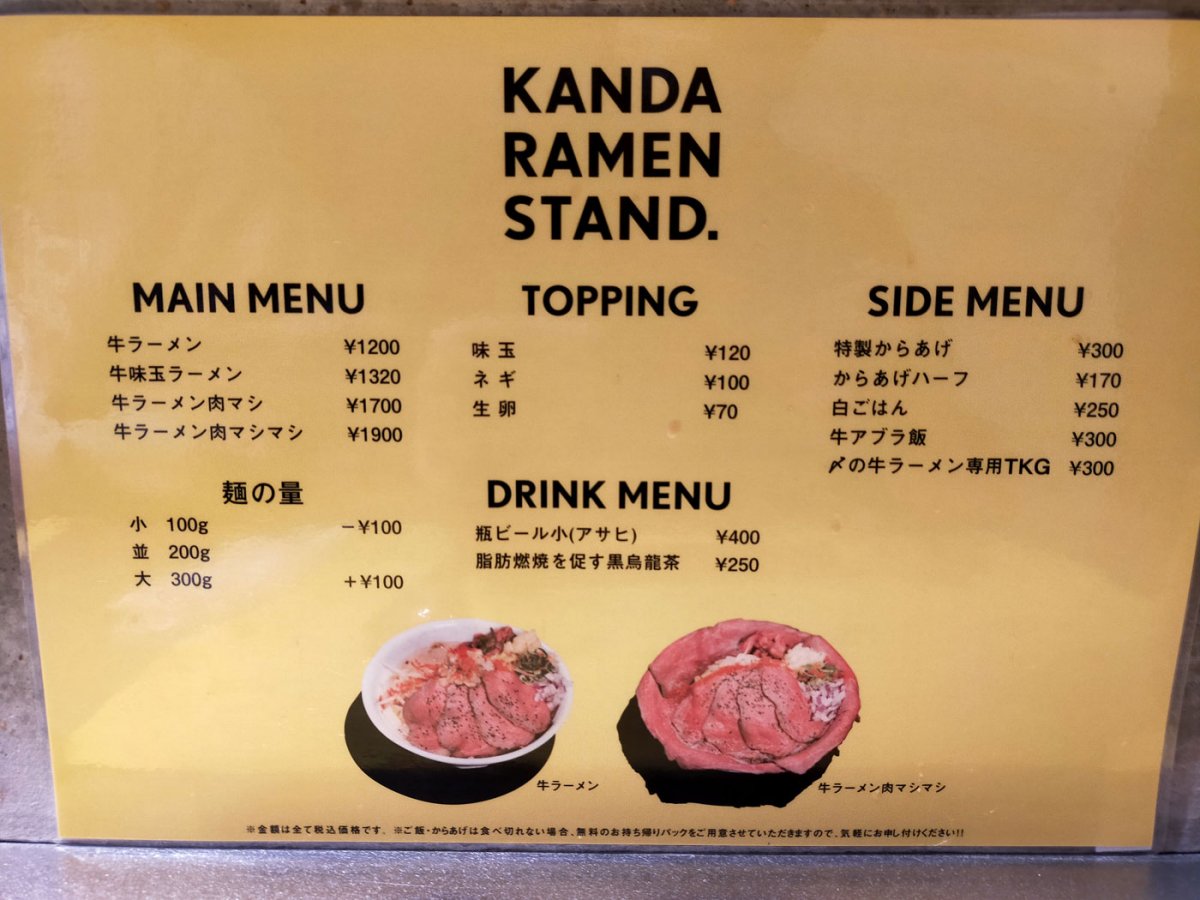 KANDA
RAMEN
STAND.
MAIN MENU
牛ラーメン ¥1200
牛味玉ラーメン ¥1320
牛ラーメン肉マシ ¥1700
牛ラーメン肉マシマシ ¥1900
麺の量
小 100g −¥100
並 200g
大 300g +¥100
TOPPING
味玉 ¥120
ネギ ¥100
生卵 ¥70
DRINK MENU
瓶ビール小(アサヒ) ¥400
脂肪燃焼を促す黒烏龍茶 ¥250
SIDE MENU
特製からあげ ¥300
からあげハーフ ¥170
白ごはん ¥250
牛アブラ飯 ¥300
〆の牛ラーメン専用TKG ¥300
牛ラーメン
牛ラーメン肉マシマシ
※金額は全て税込価格です。 ※ご飯・からあげは食べ切れない場合、無料のお持ち帰りパックをご用意させていただきますので、気軽にお申し付けください!!